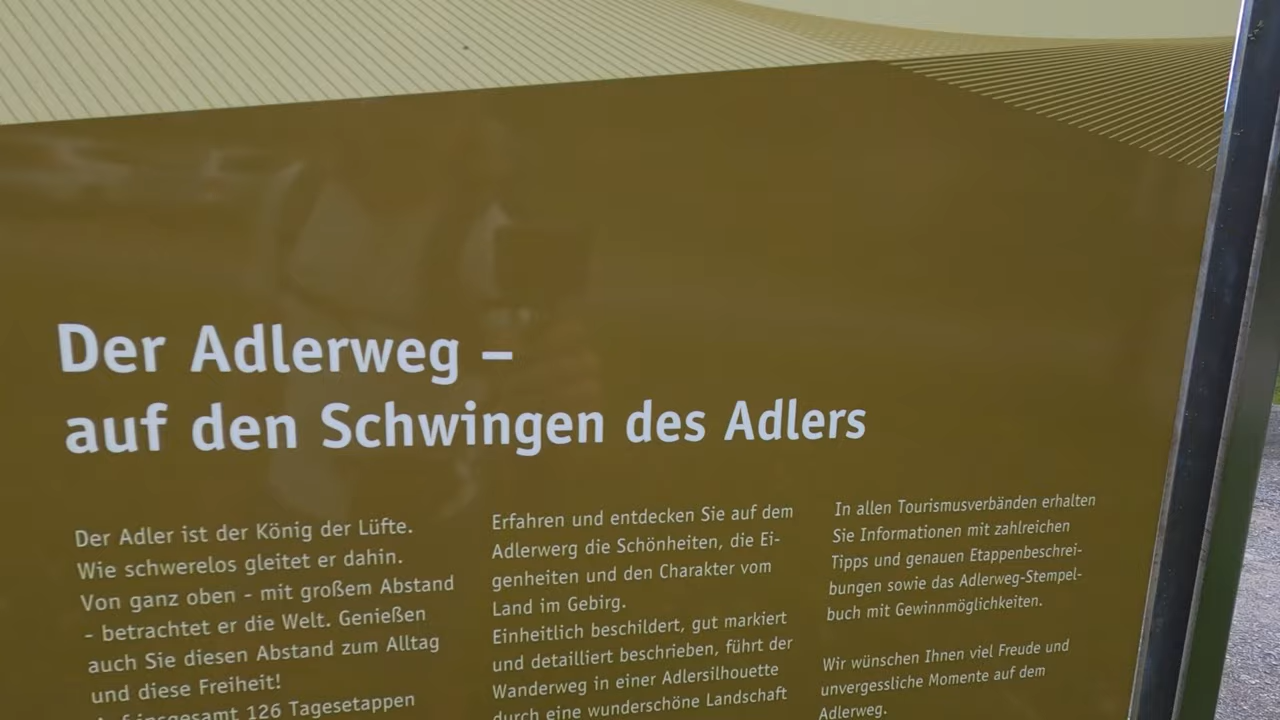 Der Adlerweg –
auf den Schwingen des Adlers
Der Adler ist der König der Lüfte.
Wie schwerelos gleitet er dahin.
Von ganz oben - mit großem Abstand
- betrachtet er die Welt. Genießen
auch Sie diesen Abstand zum Alltag
und diese Freiheit!
Auf insgesamt 126 Tagesetappen
Erfahren und entdecken Sie auf dem
Adlerwerg die Schönheiten, die Ei-
genheiten und den Charakter vom
Land im Gebirg.
Einheitlich beschildert, gut markiert
und detailliert beschrieben, führt der
Wanderweg in einer Adlersilhouette
durch eine wunderschöne Landschaft
In allen Tourismusverbänden erhalten
Sie Informationen mit zahlreichen
Tipps und genauen Etappenbeschrei-
bungen sowie das Adlerweg-Stempel-
buch mit Gewinnmöglichkeiten.
Wir wünschen Ihnen viel Freude und
unvergessliche Momente auf dem
Adlerweg.